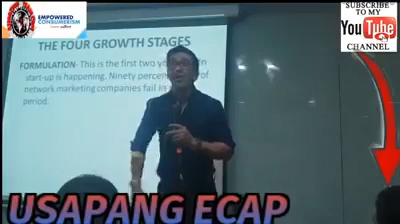 EMPOWERED
CONSUMERISM
SUBSCRIBE
TO MY
YouTube
CHANNEL
THE FOUR GROWTH STAGES
FORMULATION- This is the first two
start-up is happening. Ninety percen
network marketing companies fail in
period.
USAPANG ECAP